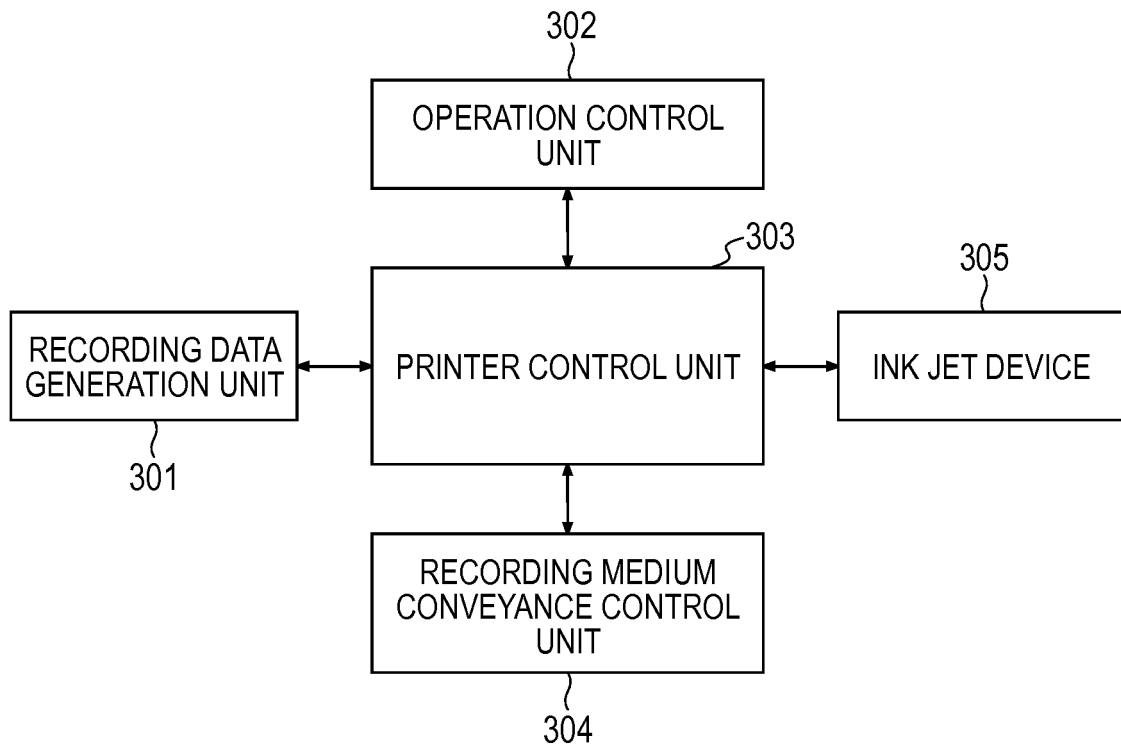 302
OPERATION CONTROL
UNIT
303
305
RECORDING DATA
GENERATION UNIT
PRINTER CONTROL UNIT
INK JET DEVICE
301
RECORDING MEDIUM
CONVEYANCE CONTROL
UNIT
304